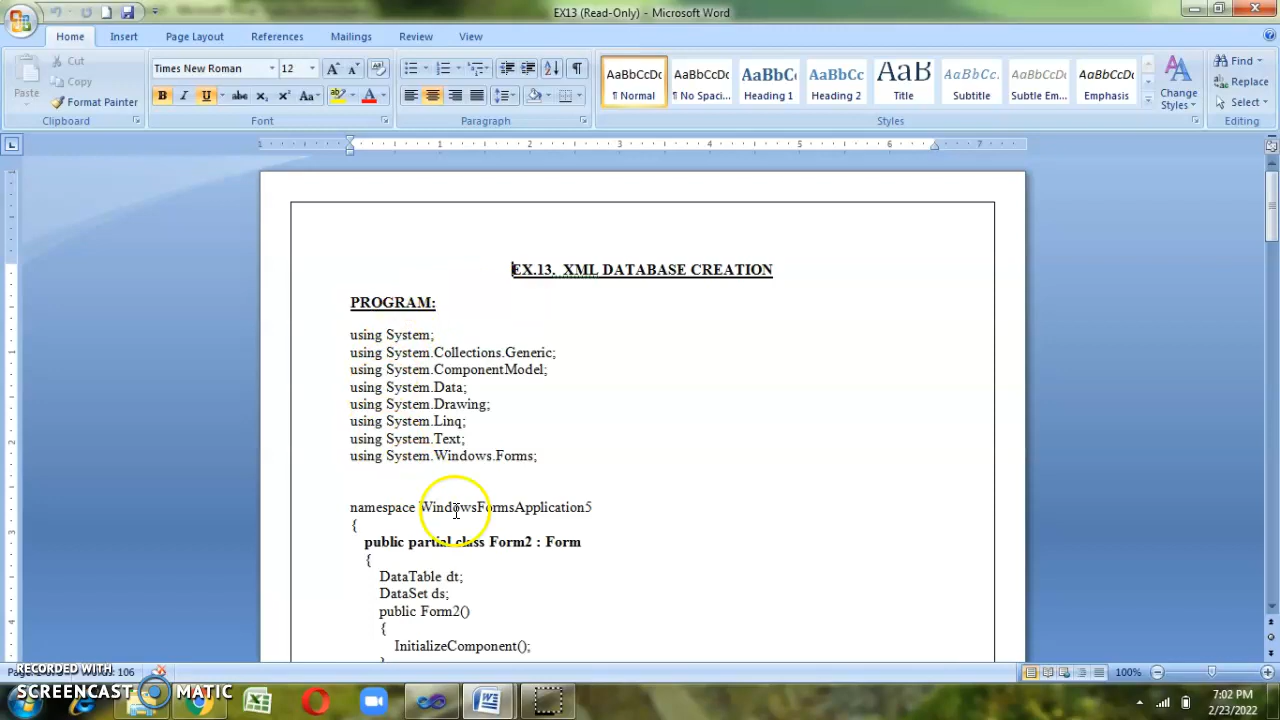 EX13 (Read-Only) - Microsoft Word
Home Insert Page Layout References Mailings Review View
Cut
Copy
Format Painter
Paste
Clipboard
Times New Roman 12
Font
Paragraph
AaBbCcDc AaBbCcDc AaBbC( AaBbCc AaB AaBbCc. AaBbCcDc AaBbCcDc
¶ Normal ¶ No Spaci... Heading 1 Heading 2 Title Subtitle Subtle Em... Emphasis
Change Styles
Styles
Find
Replace
Select
Editing
EX.13. XML DATABASE CREATION
PROGRAM:
using System;
using System.Collections.Generic;
using System.ComponentModel;
using System.Data;
using System.Drawing;
using System.Linq;
using System.Text;
using System.Windows.Forms;
namespace WindowsFormsApplication5
{
public partial class Form2 : Form
{
DataTable dt;
DataSet ds;
public Form2()
{
InitializeComponent();
RECORDED WITH
SCREENCAST MATIC
106
100%
7:02 PM
2/23/2022